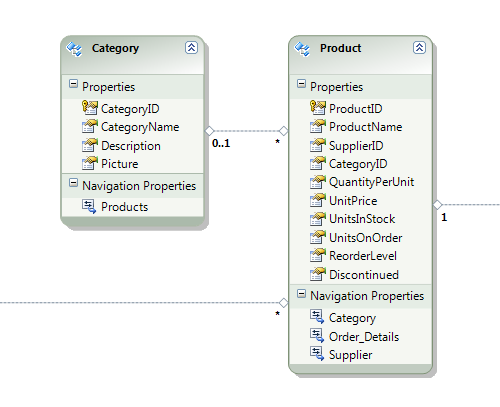 Category
Properties
CategoryID
CategoryName
Description
Picture
Navigation Properties
Products
0..1
*
Product
Properties
ProductID
ProductName
SupplierID
CategoryID
QuantityPerUnit
UnitPrice
UnitsInStock
UnitsOnOrder
ReorderLevel
Discontinued
Navigation Properties
Category
Order_Details
Supplier
1
*